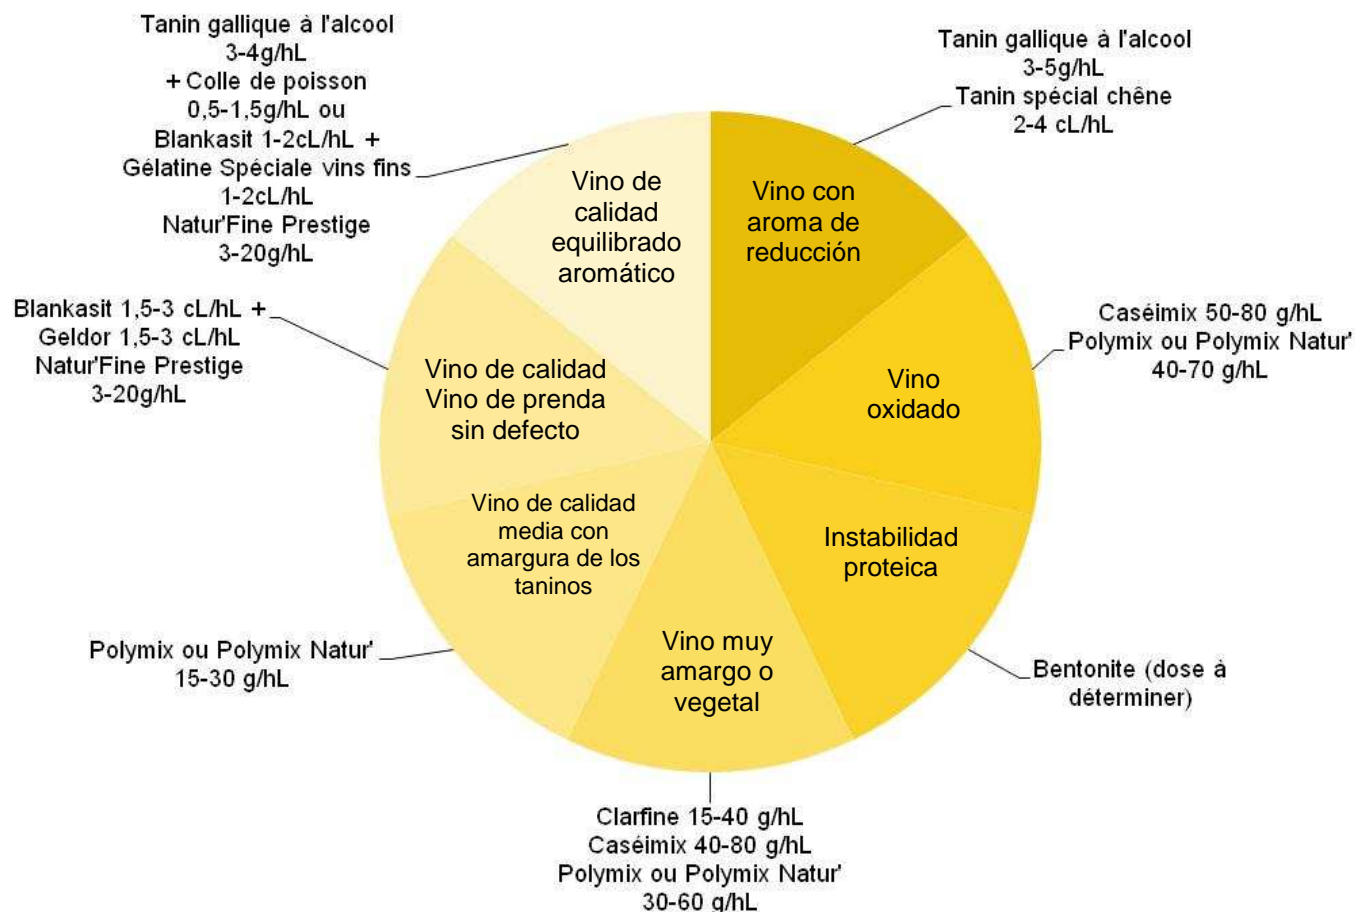 Tanin gallique à l'alcool
3-4g/hL
+ Colle de poisson
0,5-1,5g/hL ou
Blankasit 1-2cL/hL +
Gélatine Spéciale vins fins
1-2cL/hL
Natur'Fine Prestige
3-20g/hL
Tanin gallique à l'alcool
3-5g/hL
Tanin spécial chêne
2-4 cL/hL
Vino de
calidad
equilibrado
aromático
Vino con
aroma de
reducción
Blankasit 1,5-3 cL/hL +
Geldor 1,5-3 cL/hL
Natur'Fine Prestige
3-20g/hL
Caséimix 50-80 g/hL
Polymix ou Polymix Natur'
40-70 g/hL
Vino de calidad
Vino de prenda
sin defecto
Vino
oxidado
Vino de calidad
media con
amargura de los
taninos
Instabilidad
proteica
Polymix ou Polymix Natur'
15-30 g/hL
Vino muy
amargo o
vegetal
Bentonite (dose à
déterminer)
Clarfine 15-40 g/hL
Caséimix 40-80 g/hL
Polymix ou Polymix Natur'
30-60 g/hL